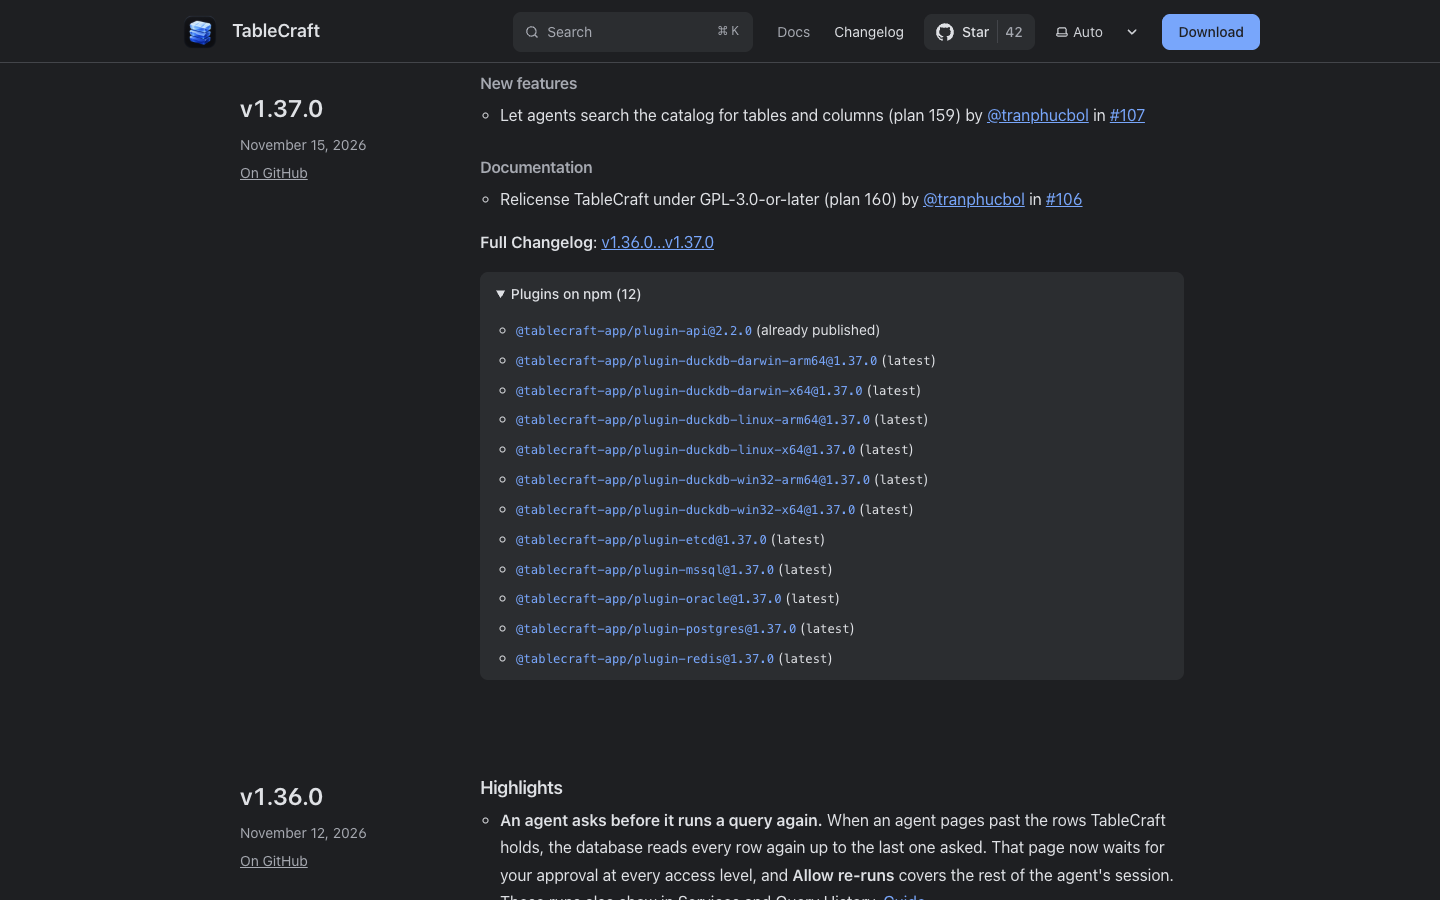 TableCraft
Search ⌘ K
Docs
Changelog
Star 42
Auto
Download
v1.37.0
November 15, 2026
On GitHub
New features
Let agents search the catalog for tables and columns (plan 159) by @tranphucbol in #107
Documentation
Relicense TableCraft under GPL-3.0-or-later (plan 160) by @tranphucbol in #106
Full Changelog: v1.36.0...v1.37.0
Plugins on npm (12)
@tablecraft-app/plugin-api@2.2.0 (already published)
@tablecraft-app/plugin-duckdb-darwin-arm64@1.37.0 (latest)
@tablecraft-app/plugin-duckdb-darwin-x64@1.37.0 (latest)
@tablecraft-app/plugin-duckdb-linux-arm64@1.37.0 (latest)
@tablecraft-app/plugin-duckdb-linux-x64@1.37.0 (latest)
@tablecraft-app/plugin-duckdb-win32-arm64@1.37.0 (latest)
@tablecraft-app/plugin-duckdb-win32-x64@1.37.0 (latest)
@tablecraft-app/plugin-etcd@1.37.0 (latest)
@tablecraft-app/plugin-mssql@1.37.0 (latest)
@tablecraft-app/plugin-oracle@1.37.0 (latest)
@tablecraft-app/plugin-postgres@1.37.0 (latest)
@tablecraft-app/plugin-redis@1.37.0 (latest)
v1.36.0
November 12, 2026
On GitHub
Highlights
An agent asks before it runs a query again. When an agent pages past the rows TableCraft
holds, the database reads every row again up to the last one asked. That page now waits for
your approval at every access level, and Allow re-runs covers the rest of the agent's session.